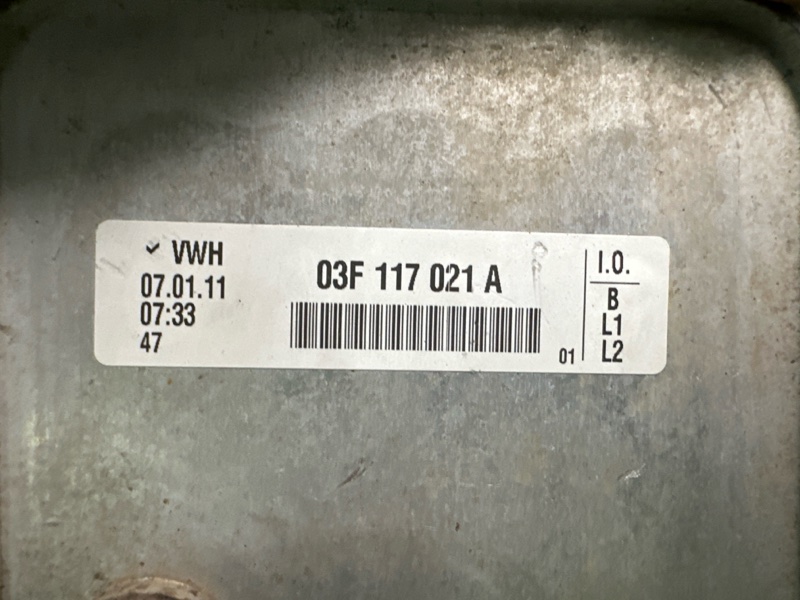 ✓ VWH
07.01.11
07:33
47
03F 117 021 A
01
I.O.
B
L1
L2